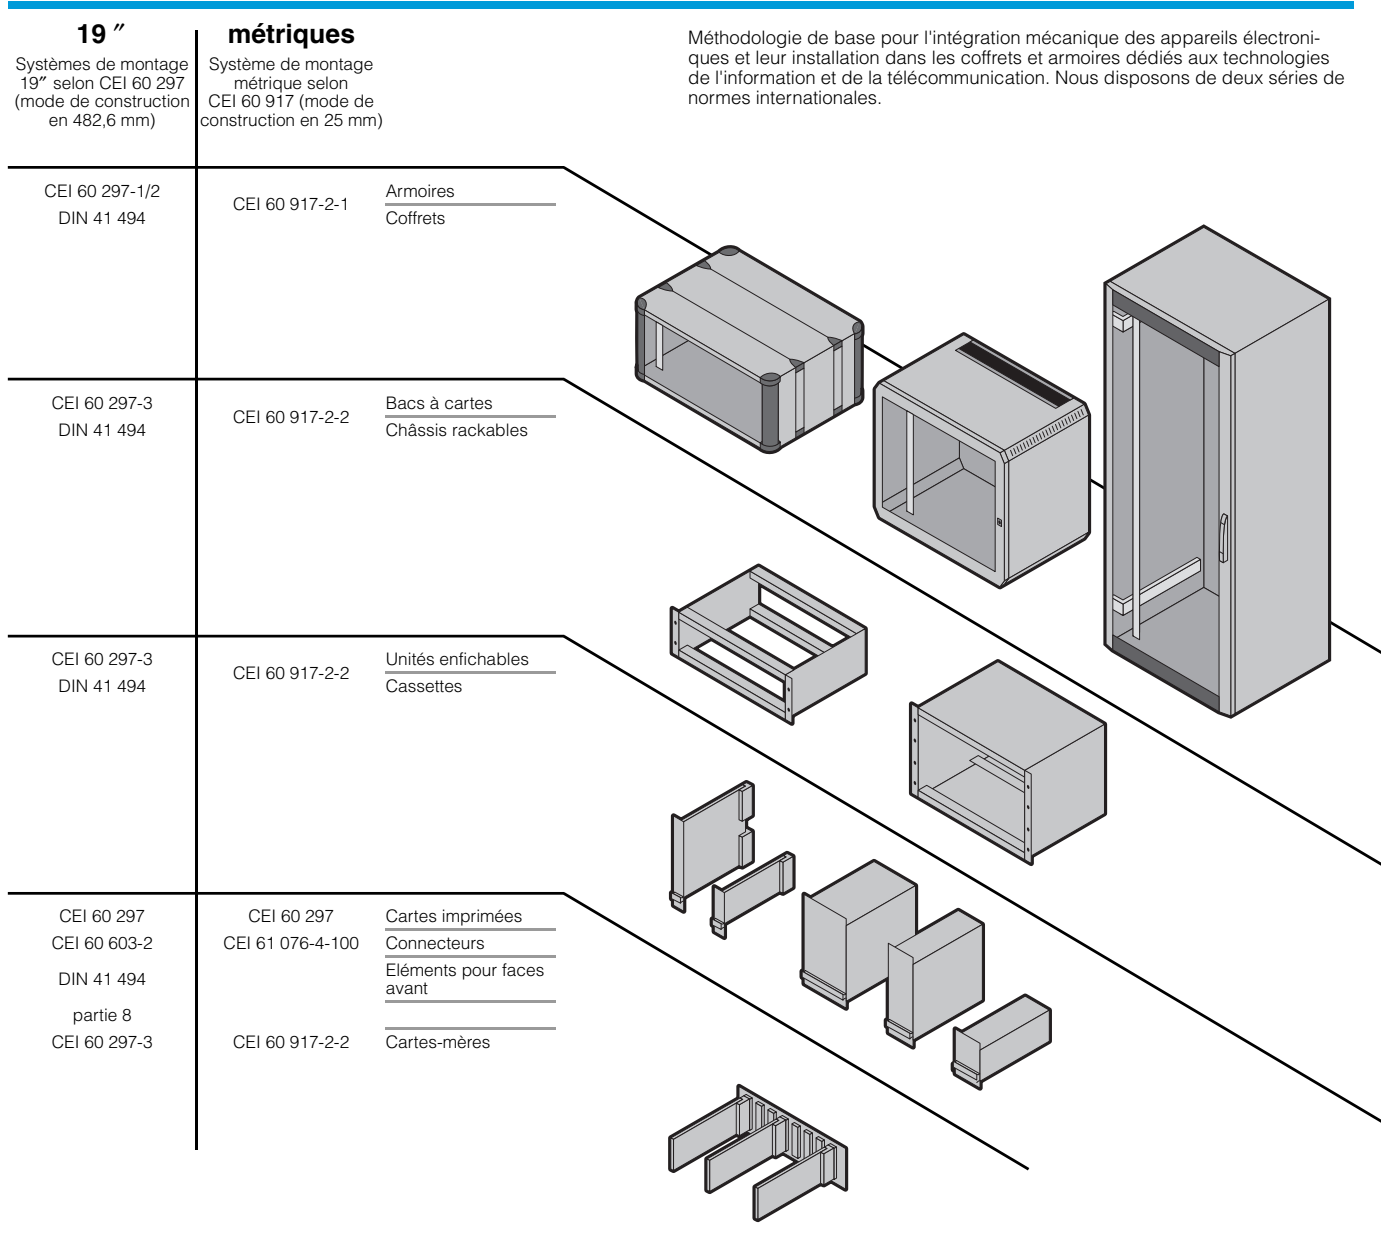 19 ″
Systèmes de montage
19″ selon CEI 60 297
(mode de construction
en 482,6 mm)
métriques
Système de montage
métrique selon
CEI 60 917 (mode de
construction en 25 mm)
Méthodologie de base pour l'intégration mécanique des appareils électroni-
ques et leur installation dans les coffrets et armoires dédiés aux technologies
de l'information et de la télécommunication. Nous disposons de deux séries de
normes internationales.
CEI 60 297-1/2
DIN 41 494
CEI 60 917-2-1
Armoires
Coffrets
CEI 60 297-3
DIN 41 494
CEI 60 917-2-2
Bacs à cartes
Châssis rackables
CEI 60 297-3
DIN 41 494
CEI 60 917-2-2
Unités enfichables
Cassettes
CEI 60 297
CEI 60 297
Cartes imprimées
CEI 60 603-2
CEI 61 076-4-100
Connecteurs
DIN 41 494
Eléments pour faces
avant
partie 8
CEI 60 297-3
CEI 60 917-2-2
Cartes-mères